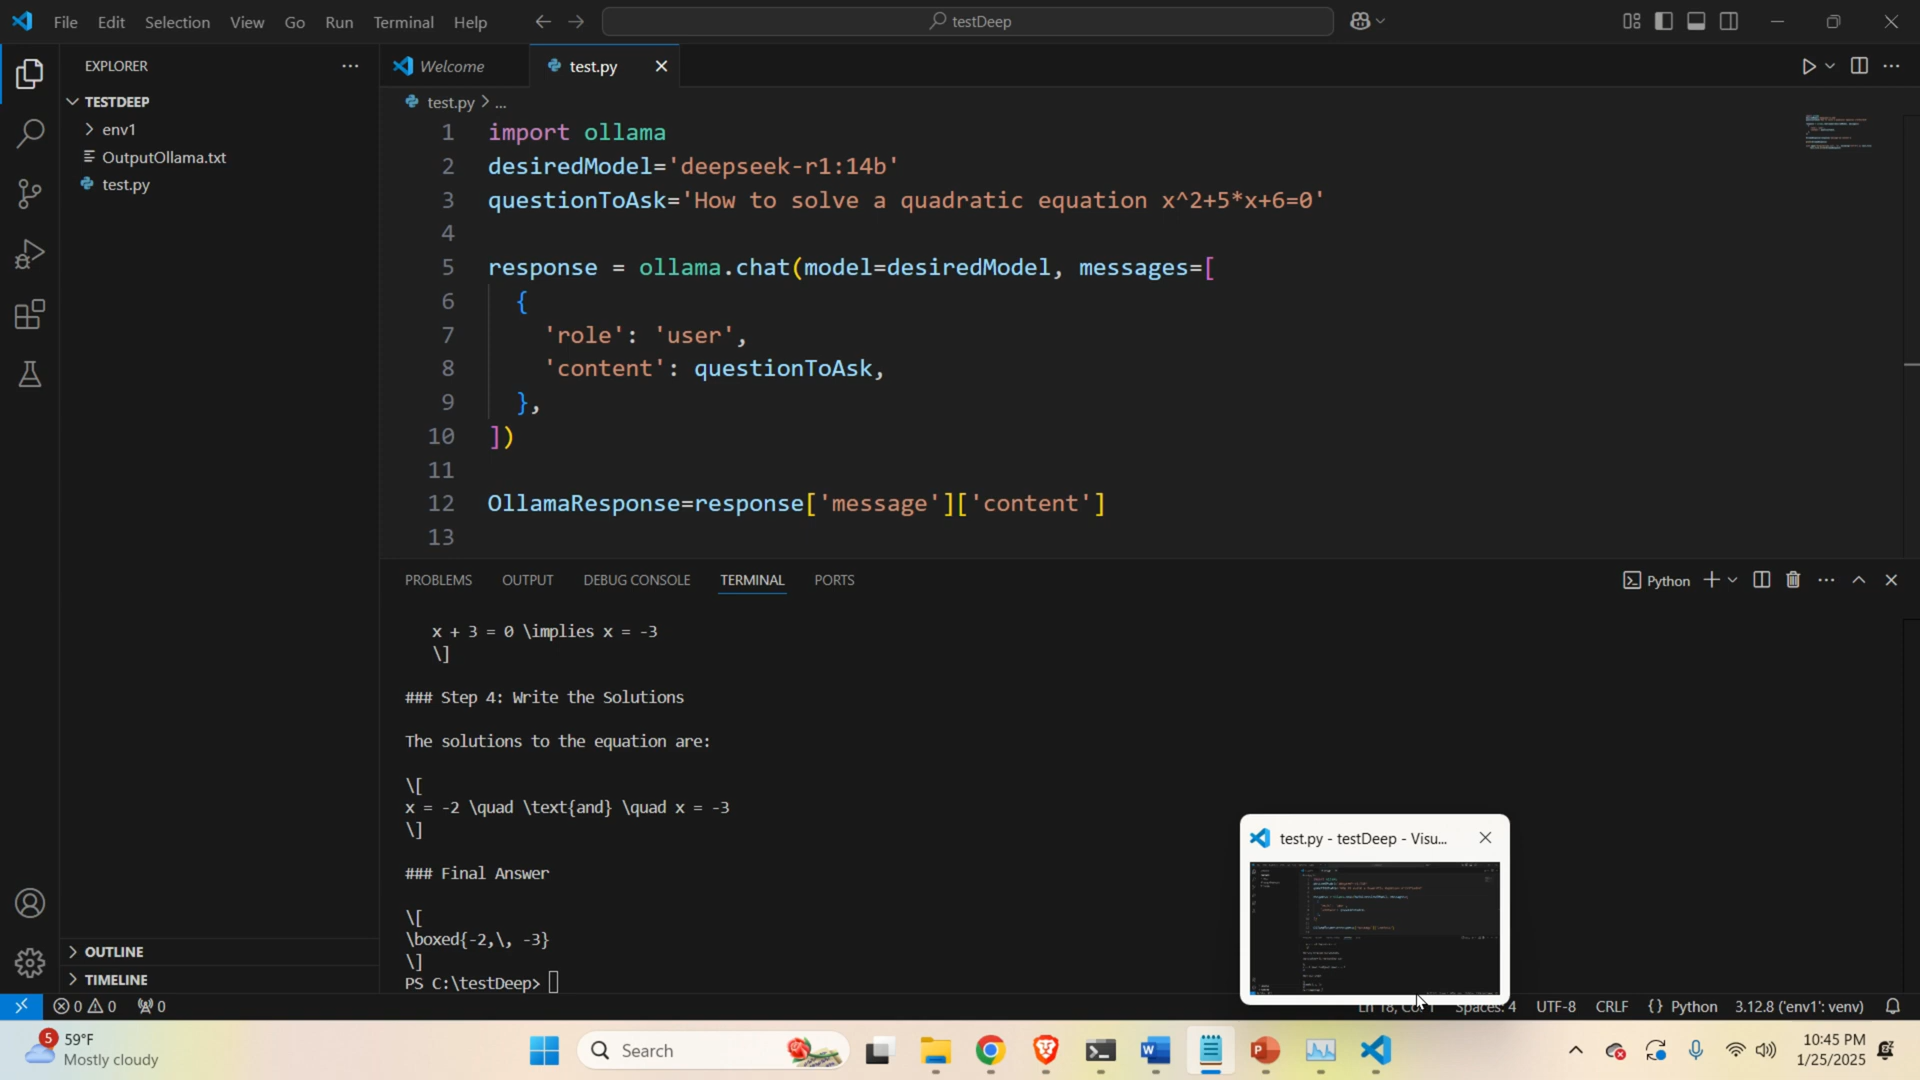 File Edit Selection View Go Run Terminal Help
testDeep
EXPLORER
TESTDEEP
env1
OutputOllama.txt
test.py
OUTLINE
TIMELINE
Welcome
test.py
test.py > ...
1 import ollama
2 desiredModel='deepseek-r1:14b'
3 questionToAsk='How to solve a quadratic equation x^2+5*x+6=0'
4
5 response = ollama.chat(model=desiredModel, messages=[
6 {
7 'role': 'user',
8 'content': questionToAsk,
9 },
10 ])
11
12 OllamaResponse=response['message']['content']
13
PROBLEMS OUTPUT DEBUG CONSOLE TERMINAL PORTS
Python
x + 3 = 0 \implies x = -3
\]
### Step 4: Write the Solutions
The solutions to the equation are:
\[
x = -2 \quad \text{and} \quad x = -3
\]
### Final Answer
\[
\boxed{-2,\, -3}
\]
PS C:\testDeep>
test.py - testDeep - Visu...
0 0 0
Ln 18, Col 1 Spaces: 4 UTF-8 CRLF {} Python 3.12.8 ('env1': venv)
5
59°F
Mostly cloudy
Search
10:45 PM
1/25/2025